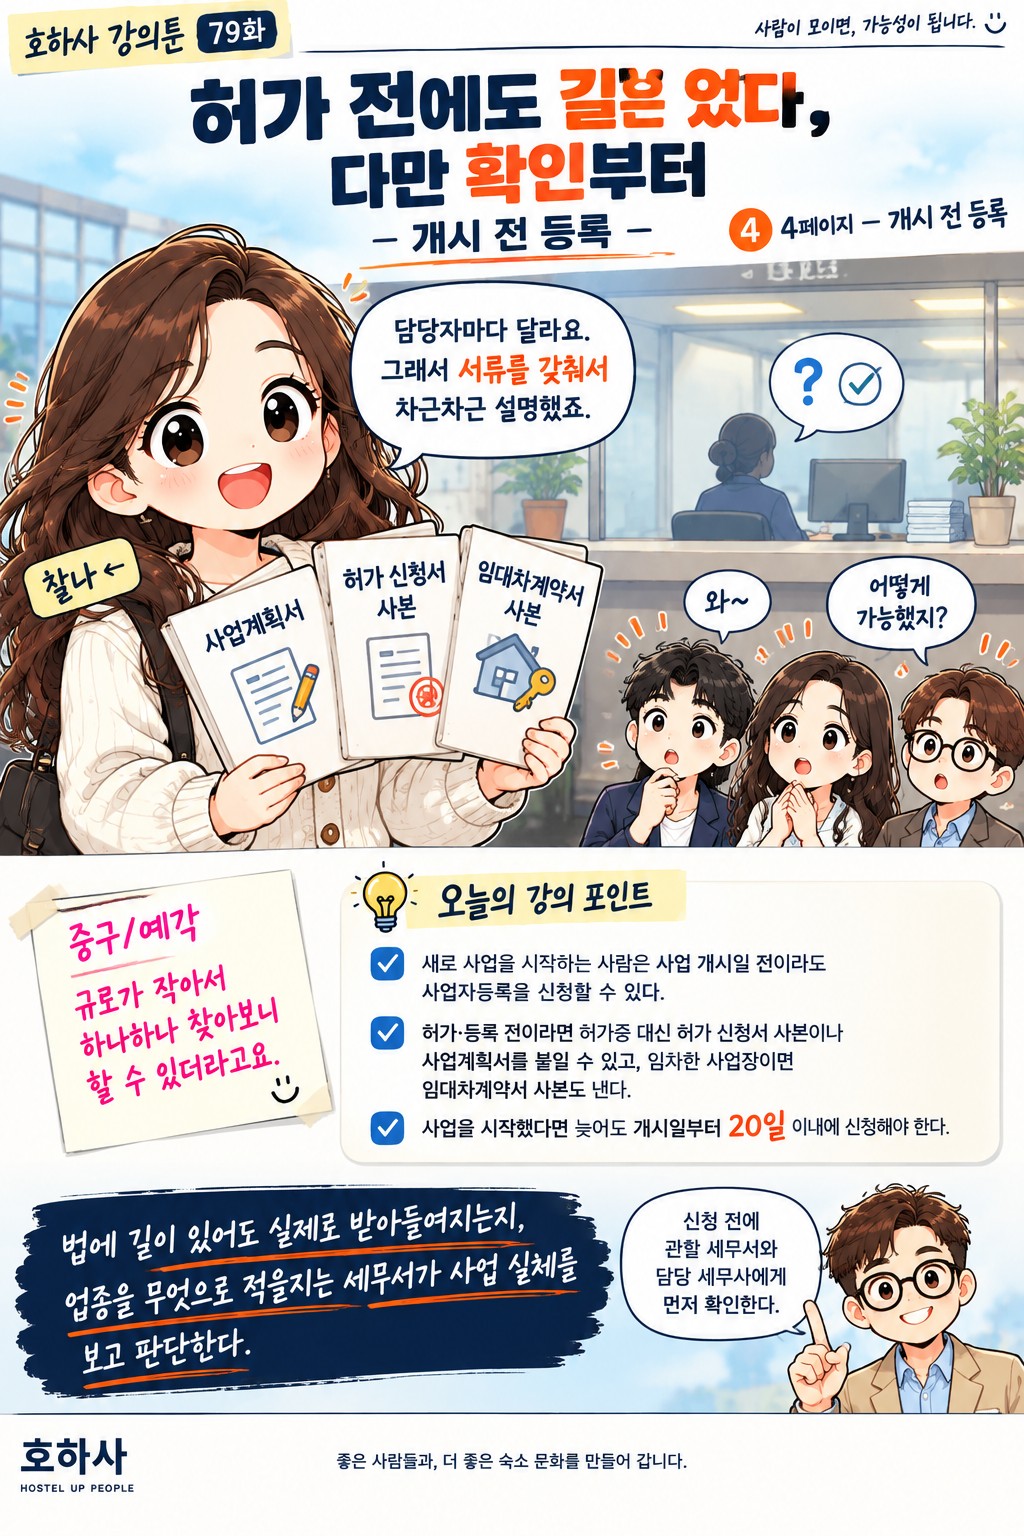 호하사 강의툰 79화
사람이 모이면, 가능성이 됩니다.
허가 전에도 길은 었다,
다만 확인부터
– 개시 전 등록 –
4 4페이지 – 개시 전 등록
담당자마다 달라요.
그래서 서류를 갖춰서
차근차근 설명했죠.
?
찰나 ←
사업계획서
허가 신청서
사본
임대차계약서
사본
와~
어떻게
가능했지?
중구/예각
규로가 작아서
하나하나 찾아보니
할 수 있더라고요.
오늘의 강의 포인트
새로 사업을 시작하는 사람은 사업 개시일 전이라도
사업자등록을 신청할 수 있다.
허가·등록 전이라면 허가증 대신 허가 신청서 사본이나
사업계획서를 붙일 수 있고, 임차한 사업장이면
임대차계약서 사본도 낸다.
사업을 시작했다면 늦어도 개시일부터 20일 이내에 신청해야 한다.
법에 길이 있어도 실제로 받아들여지는지,
업종을 무엇으로 적을지는 세무서가 사업 실체를
보고 판단한다.
신청 전에
관할 세무서와
담당 세무사에게
먼저 확인한다.
호하사
HOSTEL UP PEOPLE
좋은 사람들과, 더 좋은 숙소 문화를 만들어 갑니다.